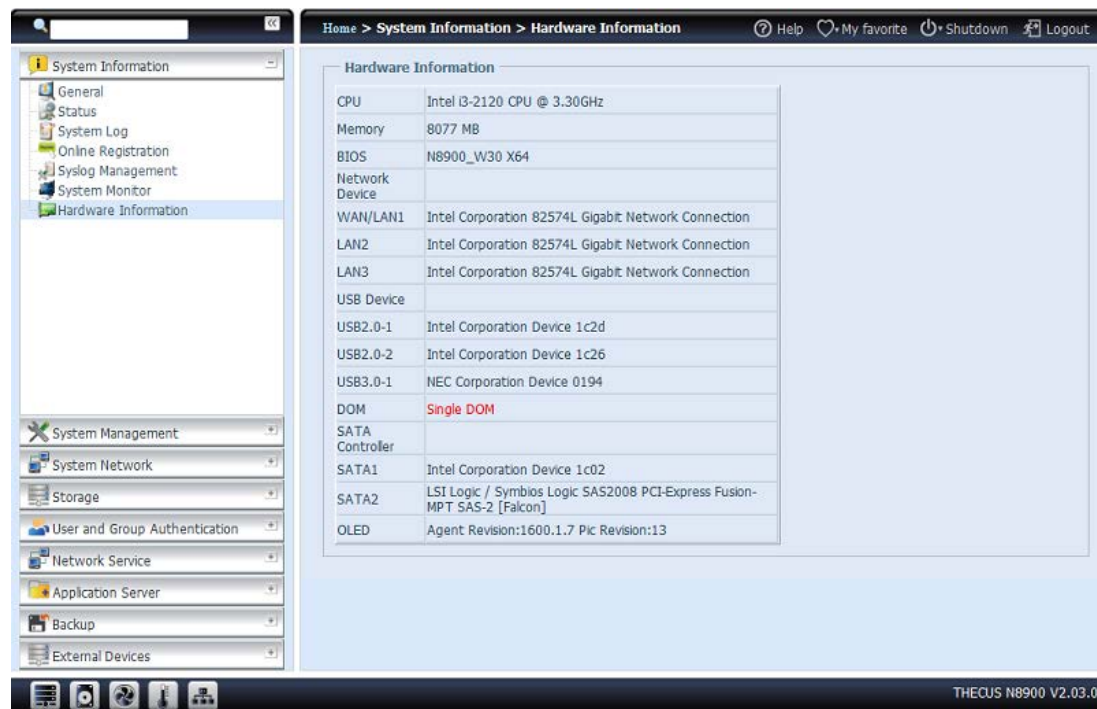 Home > System Information > Hardware Information
Help My favorite Shutdown Logout
System Information
General
Status
System Log
Online Registration
Syslog Management
System Monitor
Hardware Information
System Management
System Network
Storage
User and Group Authentication
Network Service
Application Server
Backup
External Devices
Hardware Information
CPU Intel i3-2120 CPU @ 3.30GHz
Memory 8077 MB
BIOS N8900_W30 X64
Network
Device
WAN/LAN1 Intel Corporation 82574L Gigabit Network Connection
LAN2 Intel Corporation 82574L Gigabit Network Connection
LAN3 Intel Corporation 82574L Gigabit Network Connection
USB Device
USB2.0-1 Intel Corporation Device 1c2d
USB2.0-2 Intel Corporation Device 1c26
USB3.0-1 NEC Corporation Device 0194
DOM Single DOM
SATA
Controller
SATA1 Intel Corporation Device 1c02
SATA2 LSI Logic / Symbios Logic SAS2008 PCI-Express Fusion-
MPT SAS-2 [Falcon]
OLED Agent Revision:1600.1.7 Pic Revision:13
THECUS N8900 V2.03.0